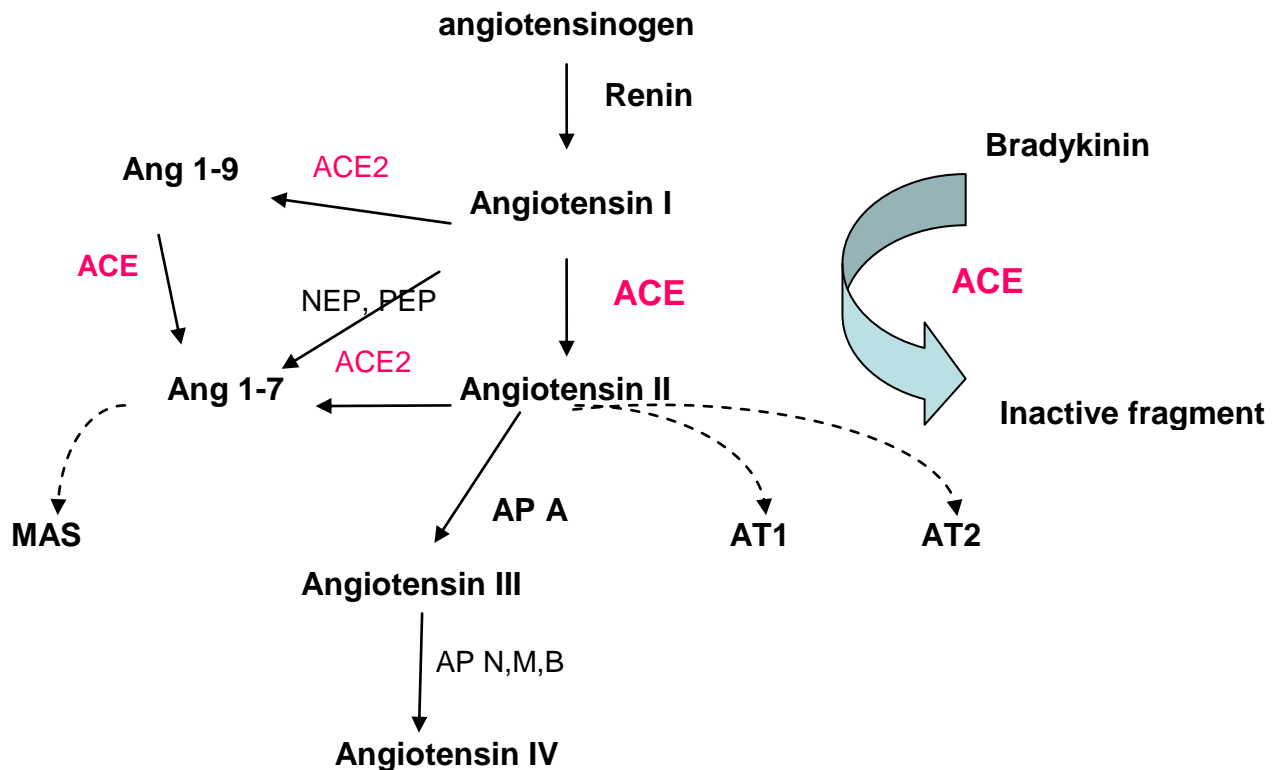 angiotensinogen
Renin
Bradykinin
Ang 1-9
ACE2
Angiotensin I
ACE
ACE
ACE
NEP, PEP
ACE2
Ang 1-7
Angiotensin II
Inactive fragment
AP A
MAS
AT1
AT2
Angiotensin III
AP N,M,B
Angiotensin IV